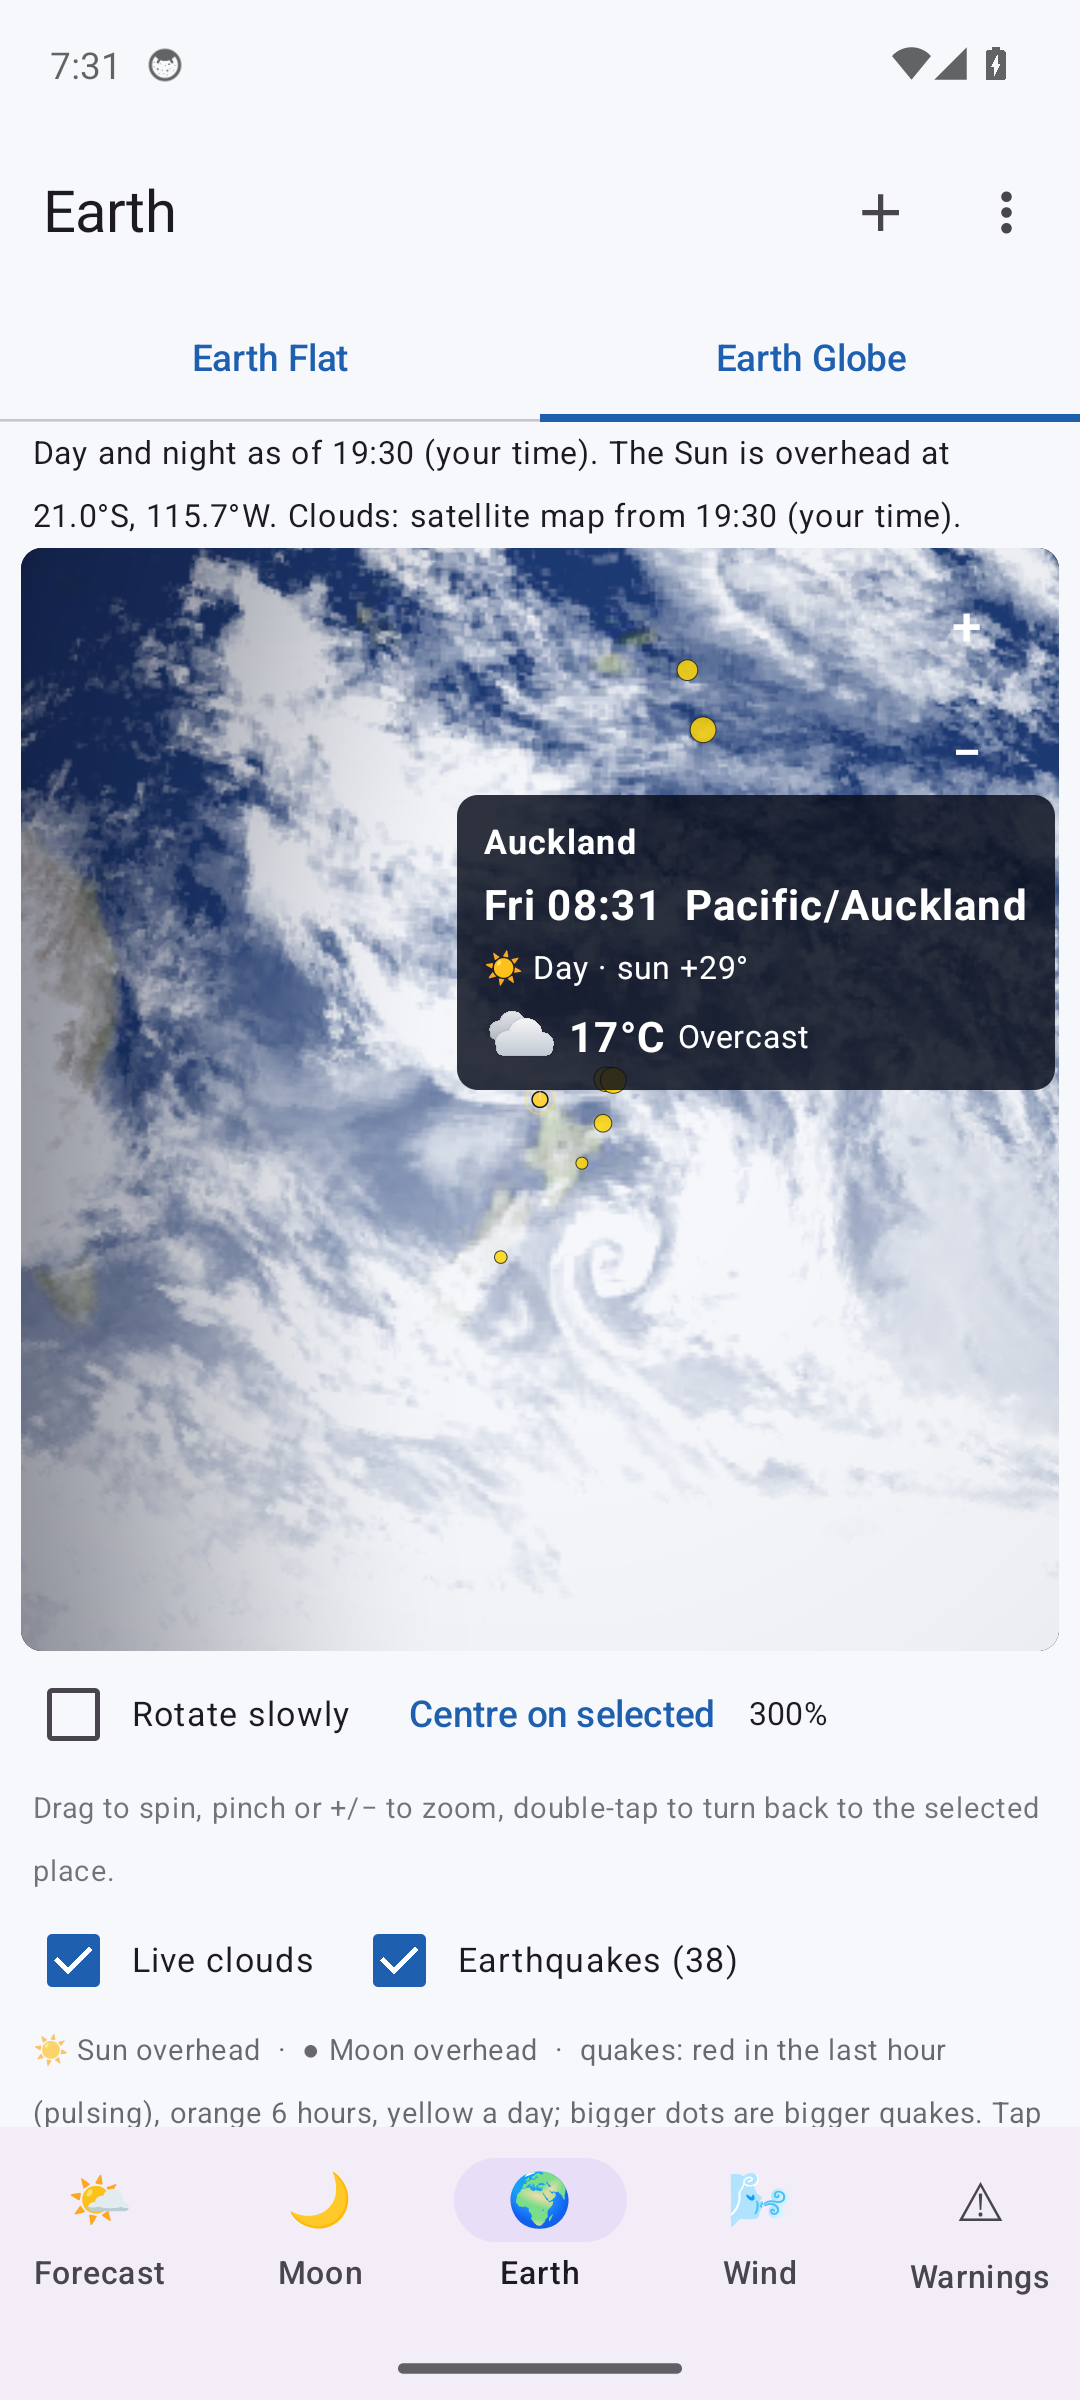 7:31
Earth
Earth Flat
Earth Globe
Day and night as of 19:30 (your time). The Sun is overhead at
21.0°S, 115.7°W. Clouds: satellite map from 19:30 (your time).
+
−
Auckland
Fri 08:31 Pacific/Auckland
☀️ Day · sun +29°
17°C Overcast
Rotate slowly
Centre on selected
300%
Drag to spin, pinch or +/− to zoom, double-tap to turn back to the selected
place.
Live clouds
Earthquakes (38)
☀️ Sun overhead · ● Moon overhead · quakes: red in the last hour
(pulsing), orange 6 hours, yellow a day; bigger dots are bigger quakes. Tap
Forecast
Moon
Earth
Wind
Warnings